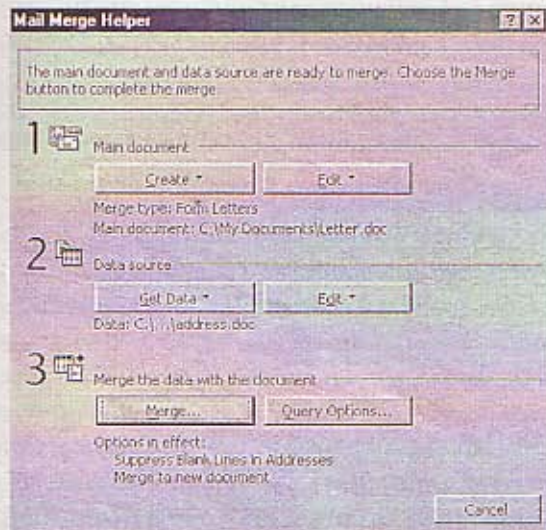 Mail Merge Helper
The main document and data source are ready to merge. Choose the Merge
button to complete the merge.
1 Main document
Create Edit
Merge type: Form Letters
Main document: C:\My Documents\Letter.doc
2 Data source
Get Data Edit
Data: C:\...\address.doc
3 Merge the data with the document
Merge... Query Options...
Options in effect:
Suppress Blank Lines in Addresses
Merge to new document
Cancel